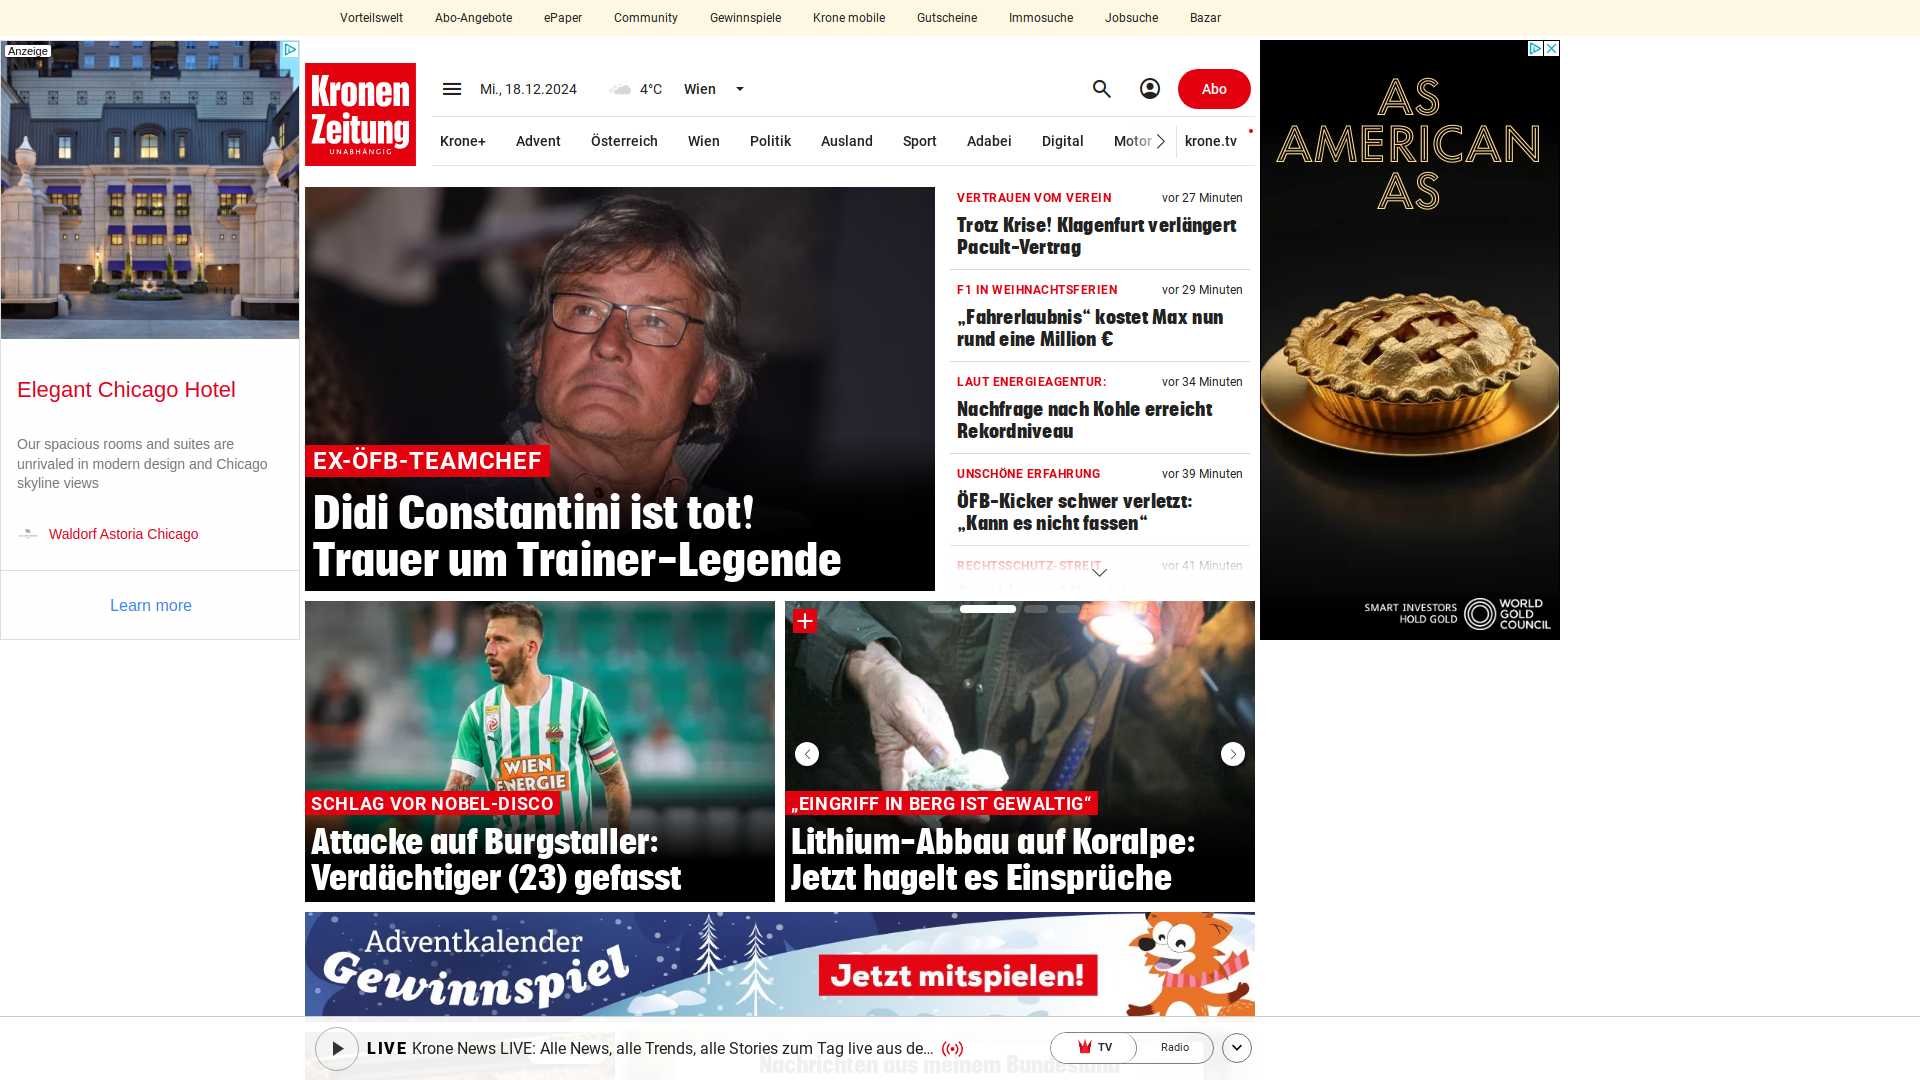 Vorteilswelt Abo-Angebote ePaper Community Gewinnspiele Krone mobile Gutscheine Immosuche Jobsuche Bazar
Anzeige
Elegant Chicago Hotel
Our spacious rooms and suites are
unrivaled in modern design and Chicago
skyline views
Waldorf Astoria Chicago
Learn more
Kronen
Zeitung
UNABHÄNGIG
Mi., 18.12.2024 4°C Wien
Abo
Krone+ Advent Österreich Wien Politik Ausland Sport Adabei Digital Motor krone.tv
EX-ÖFB-TEAMCHEF
Didi Constantini ist tot!
Trauer um Trainer-Legende
VERTRAUEN VOM VEREIN vor 27 Minuten
Trotz Krise! Klagenfurt verlängert
Pacult-Vertrag
F1 IN WEIHNACHTSFERIEN vor 29 Minuten
„Fahrerlaubnis“ kostet Max nun
rund eine Million €
LAUT ENERGIEAGENTUR: vor 34 Minuten
Nachfrage nach Kohle erreicht
Rekordniveau
UNSCHÖNE ERFAHRUNG vor 39 Minuten
ÖFB-Kicker schwer verletzt:
„Kann es nicht fassen“
RECHTSSCHUTZ-STREIT vor 41 Minuten
AS
AMERICAN
AS
SMART INVESTORS
HOLD GOLD
WORLD
GOLD
COUNCIL
WIEN
ENERGIE
SCHLAG VOR NOBEL-DISCO
Attacke auf Burgstaller:
Verdächtiger (23) gefasst
„EINGRIFF IN BERG IST GEWALTIG“
Lithium-Abbau auf Koralpe:
Jetzt hagelt es Einsprüche
Adventkalender
Gewinnspiel
Jetzt mitspielen!
LIVE Krone News LIVE: Alle News, alle Trends, alle Stories zum Tag live aus de...
TV Radio
Nachrichten aus meinem Bundesland